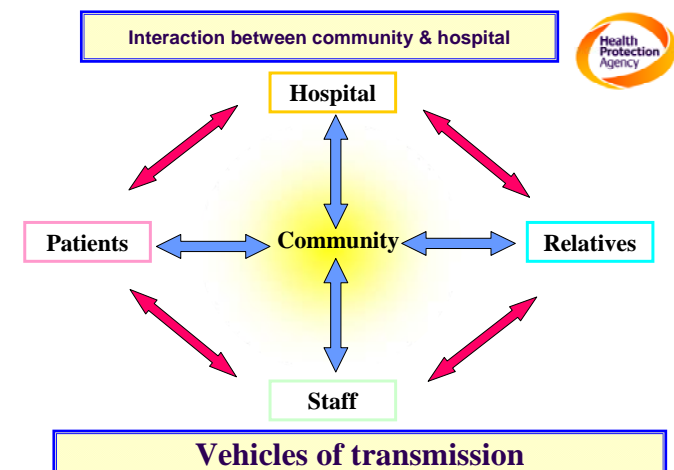 Interaction between community & hospital
Health
Protection
Agency
Hospital
Patients
Community
Relatives
Staff
Vehicles of transmission